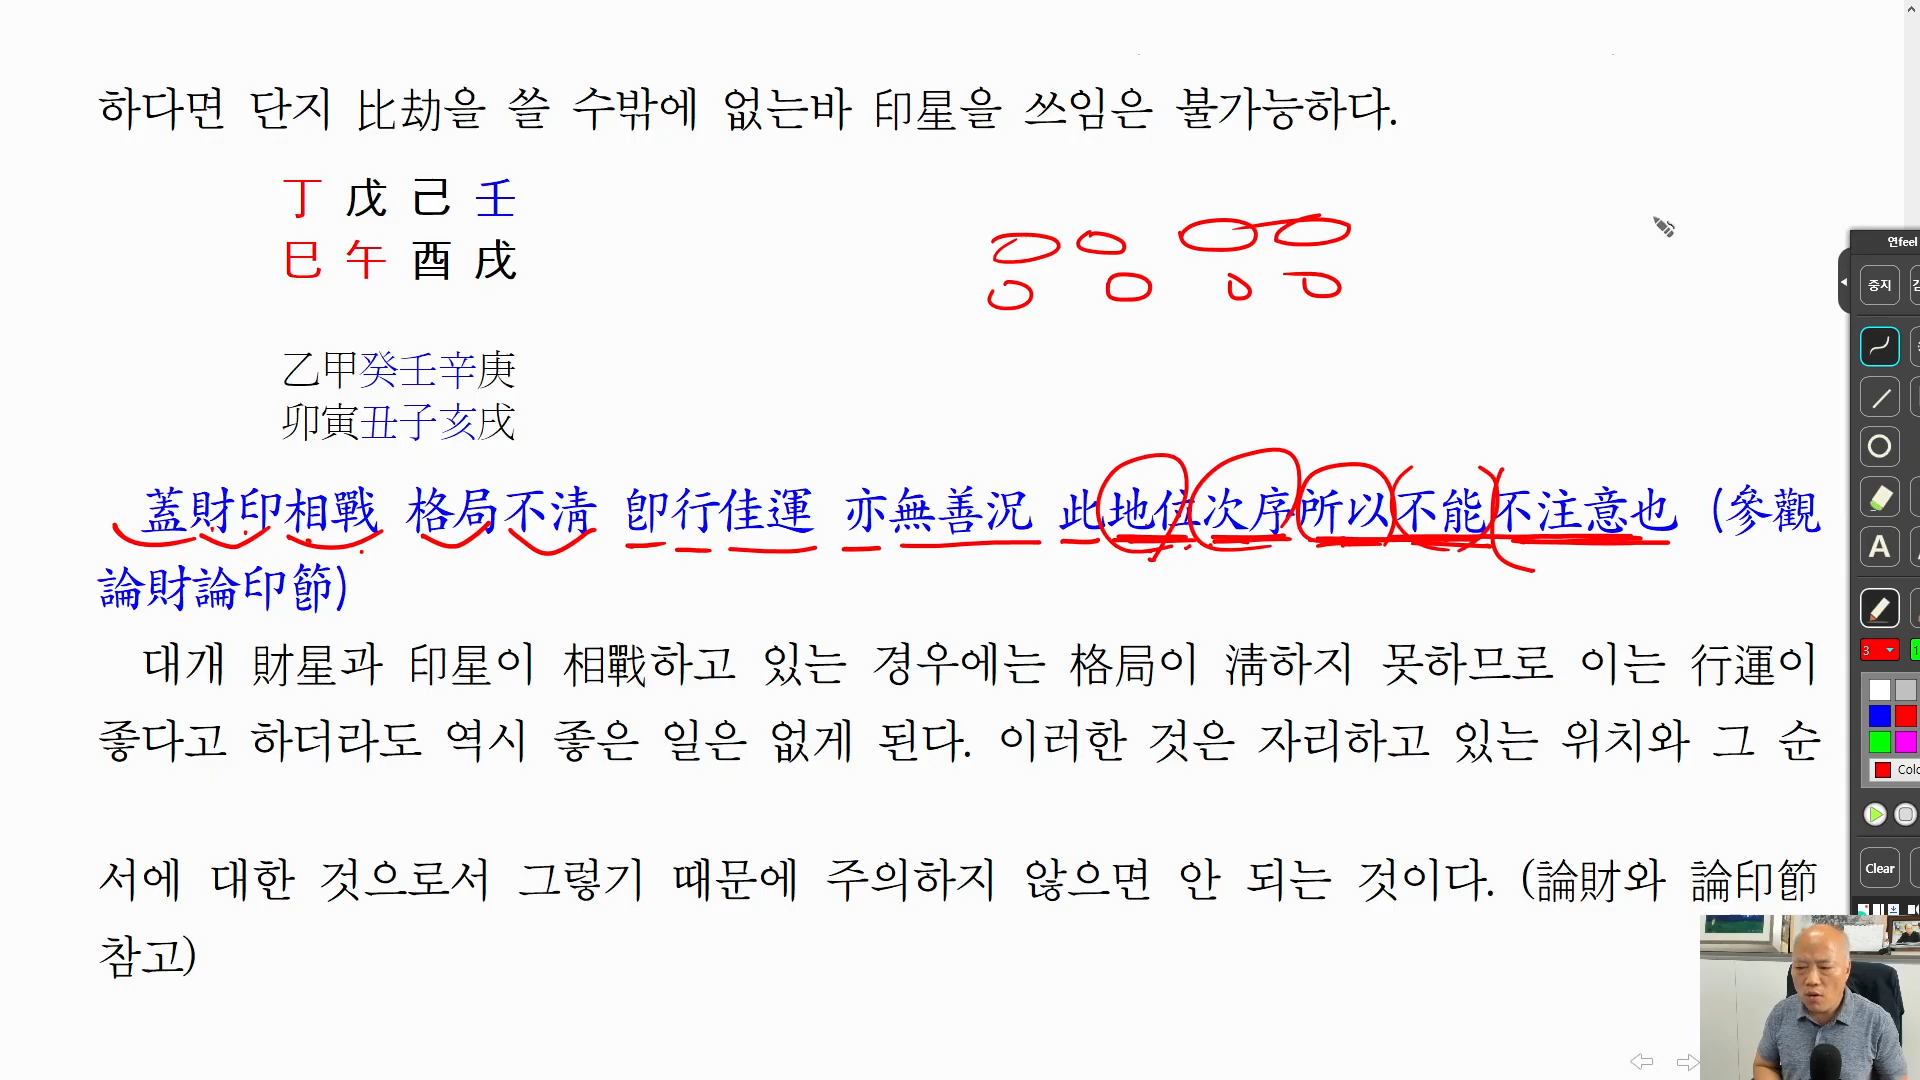 하다면 단지 比劫을 쓸 수밖에 없는바 印星을 쓰임은 불가능하다.
丁 戊 己 壬
巳 午 酉 戌
乙甲癸壬辛庚
卯寅丑子亥戌
蓋財印相戰 格局不淸 卽行佳運 亦無善況 此地位次序所以不能不注意也 (參觀
論財論印節)
대개 財星과 印星이 相戰하고 있는 경우에는 格局이 淸하지 못하므로 이는 行運이
좋다고 하더라도 역시 좋은 일은 없게 된다. 이러한 것은 자리하고 있는 위치와 그 순
서에 대한 것으로서 그렇기 때문에 주의하지 않으면 안 되는 것이다. (論財와 論印節
참고)
연feel
중지
A
3
1
Colo
Clear